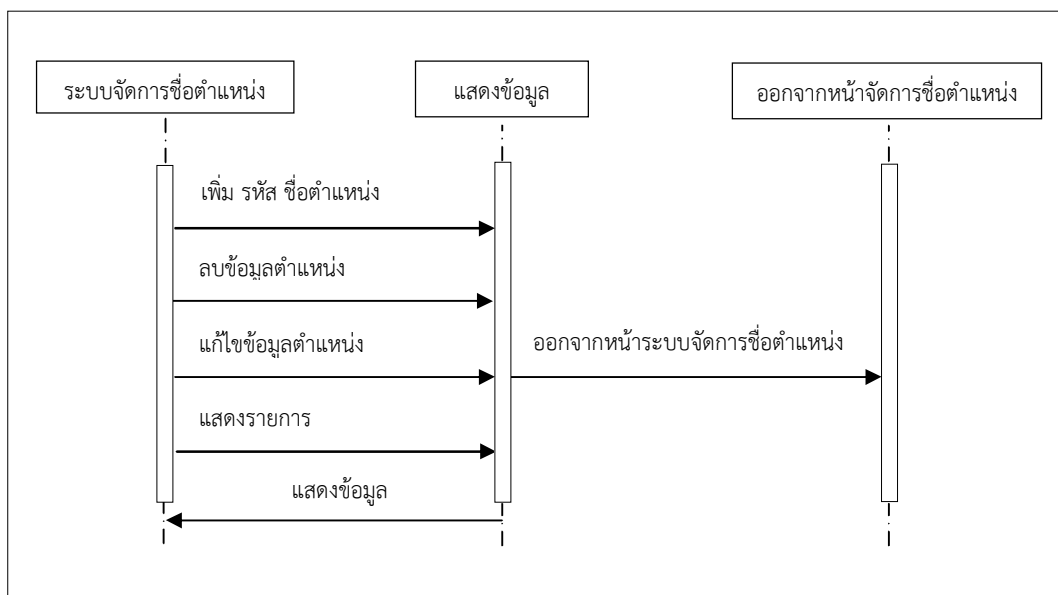 ระบบจัดการชื่อตำแหน่ง
แสดงข้อมูล
ออกจากหน้าจัดการชื่อตำแหน่ง
เพิ่ม รหัส ชื่อตำแหน่ง
ลบข้อมูลตำแหน่ง
แก้ไขข้อมูลตำแหน่ง
ออกจากหน้าระบบจัดการชื่อตำแหน่ง
แสดงรายการ
แสดงข้อมูล